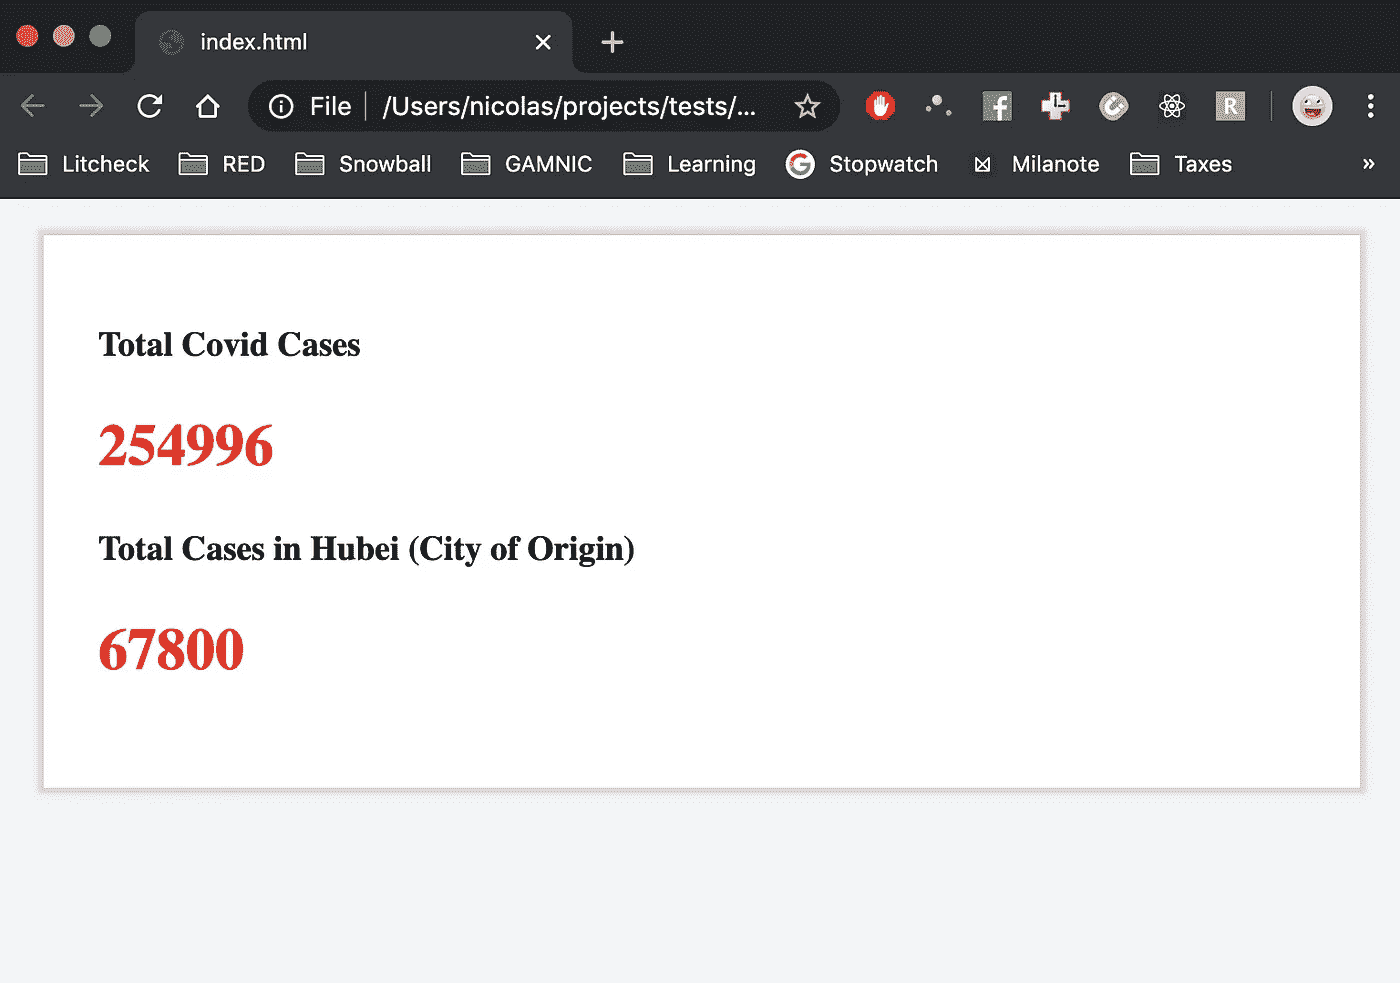 index.html
File /Users/nicolas/projects/tests/...
R
Litcheck RED Snowball GAMNIC Learning Stopwatch Milanote Taxes »
Total Covid Cases
254996
Total Cases in Hubei (City of Origin)
67800